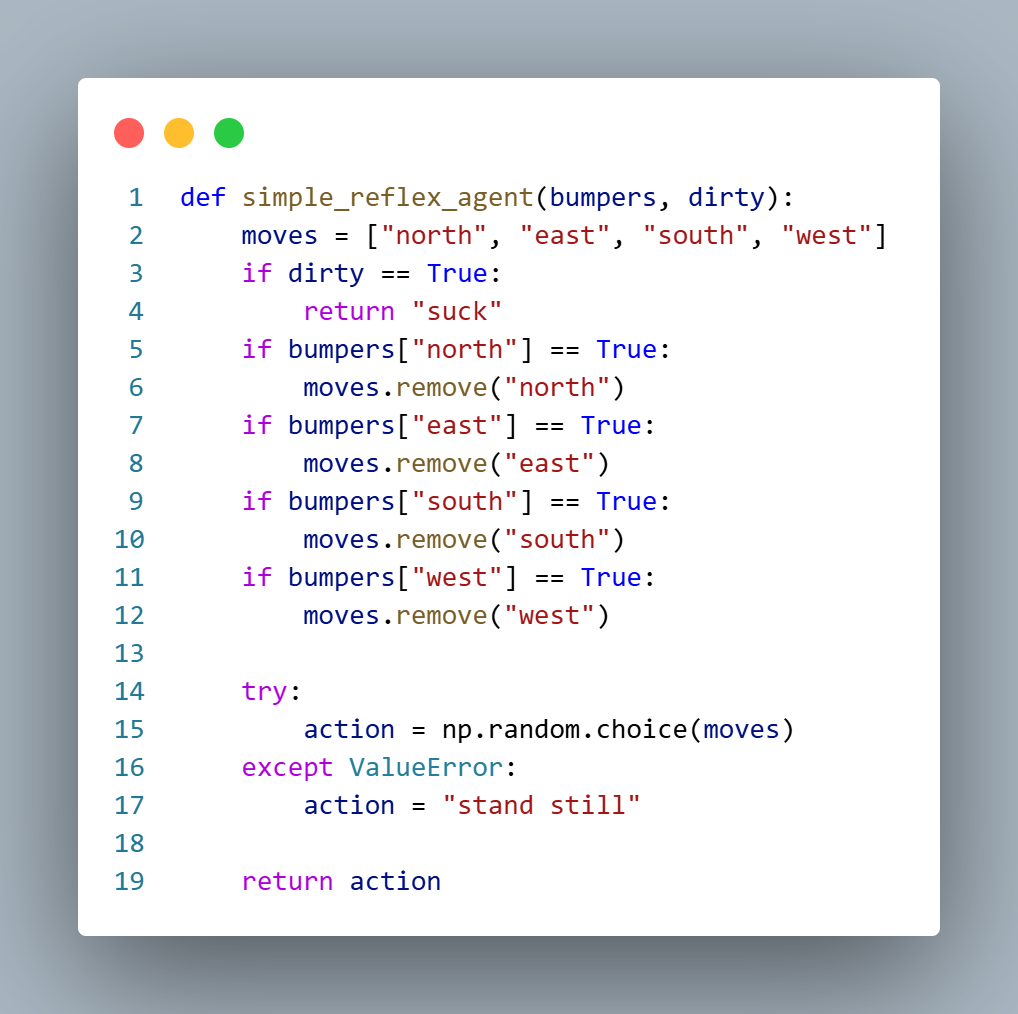 1 def simple_reflex_agent(bumpers, dirty):
2     moves = ["north", "east", "south", "west"]
3     if dirty == True:
4         return "suck"
5     if bumpers["north"] == True:
6         moves.remove("north")
7     if bumpers["east"] == True:
8         moves.remove("east")
9     if bumpers["south"] == True:
10         moves.remove("south")
11     if bumpers["west"] == True:
12         moves.remove("west")
13
14     try:
15         action = np.random.choice(moves)
16     except ValueError:
17         action = "stand still"
18
19     return action